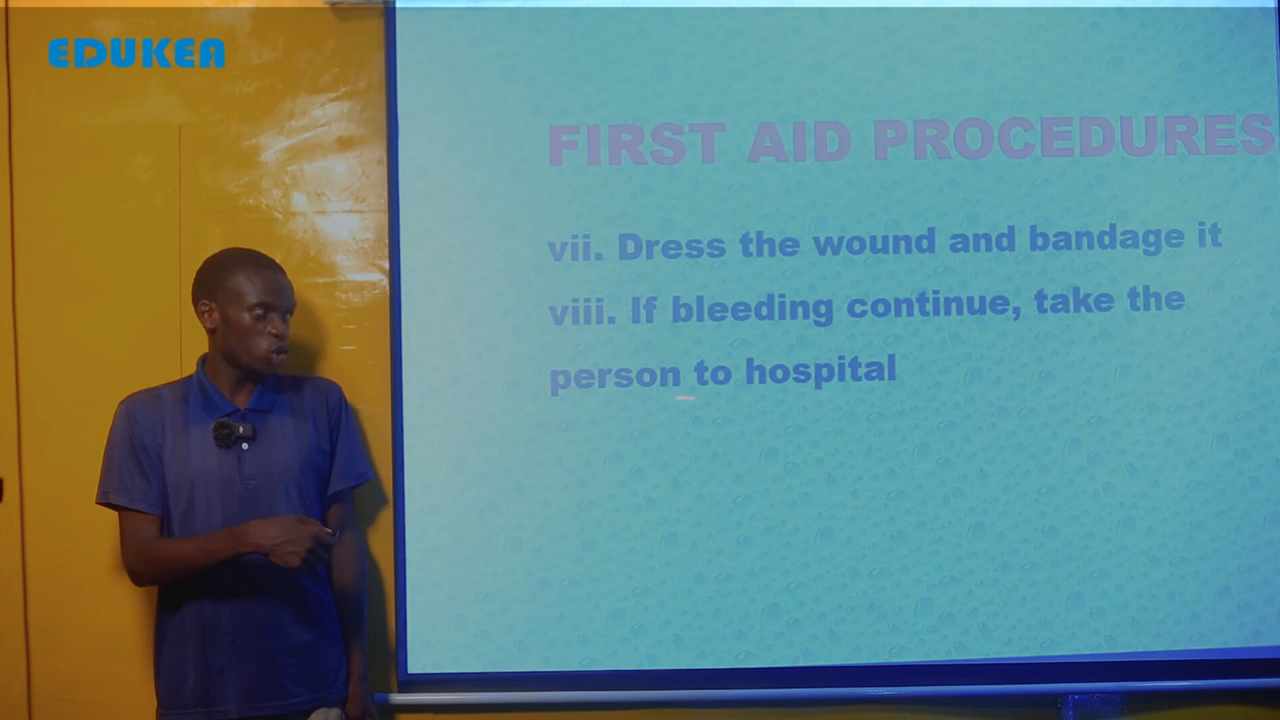 EDUKEA
FIRST AID PROCEDURES
vii. Dress the wound and bandage it
viii. If bleeding continue, take the
person to hospital